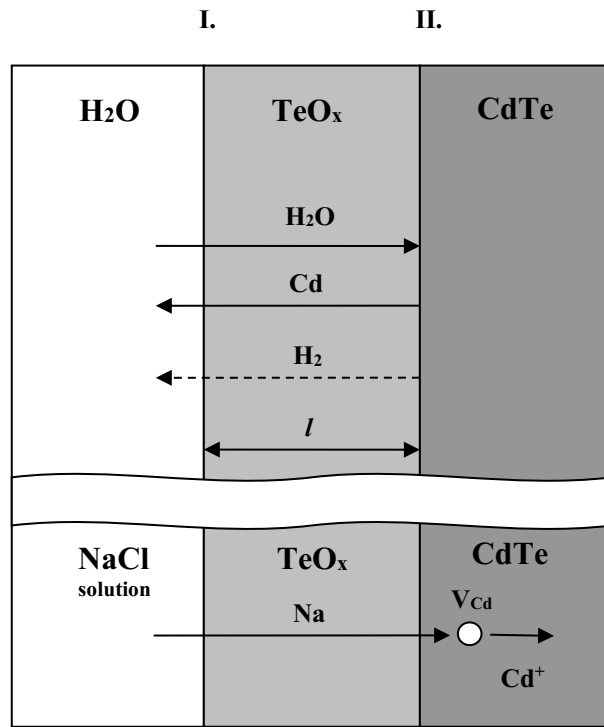 I. II.
H₂O TeOₓ CdTe
H₂O
Cd
H₂
l
NaCl TeOₓ CdTe
solution
Na V_Cd
Cd⁺